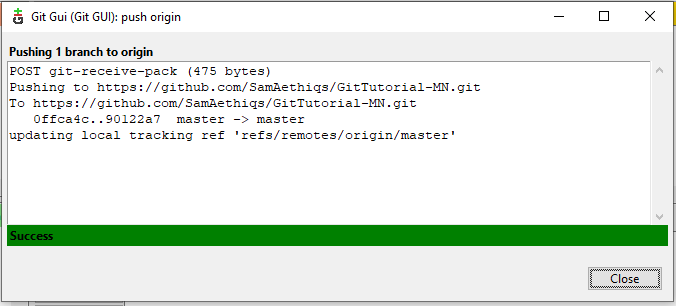 Git Gui (Git GUI): push origin
Pushing 1 branch to origin
POST git-receive-pack (475 bytes)
Pushing to https://github.com/SamAethiqs/GitTutorial-MN.git
To https://github.com/SamAethiqs/GitTutorial-MN.git
   0ffca4c..90122a7  master -> master
updating local tracking ref 'refs/remotes/origin/master'
Success
Close